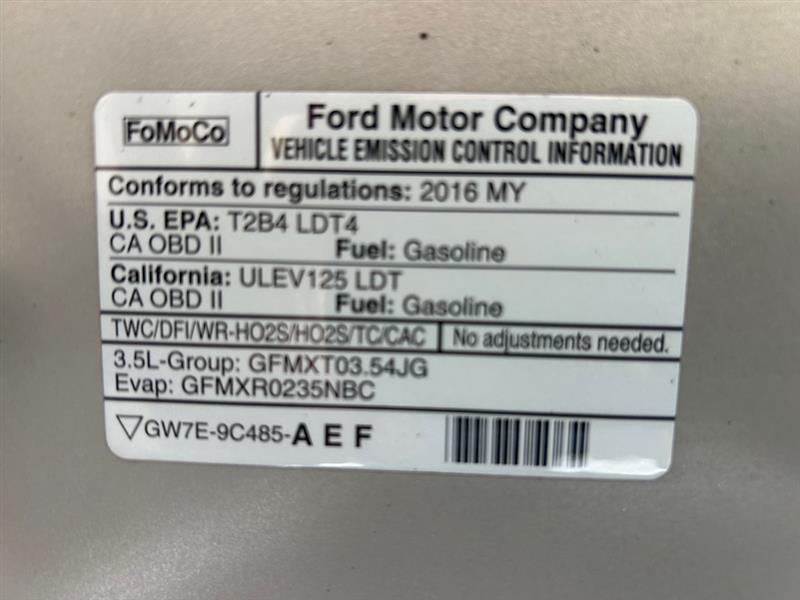 FoMoCo
Ford Motor Company
VEHICLE EMISSION CONTROL INFORMATION
Conforms to regulations: 2016 MY
U.S. EPA: T2B4 LDT4
CA OBD II Fuel: Gasoline
California: ULEV125 LDT
CA OBD II Fuel: Gasoline
TWC/DFI/WR-HO2S/HO2S/TC/CAC No adjustments needed.
3.5L-Group: GFMXT03.54JG
Evap: GFMXR0235NBC
GW7E-9C485-A E F